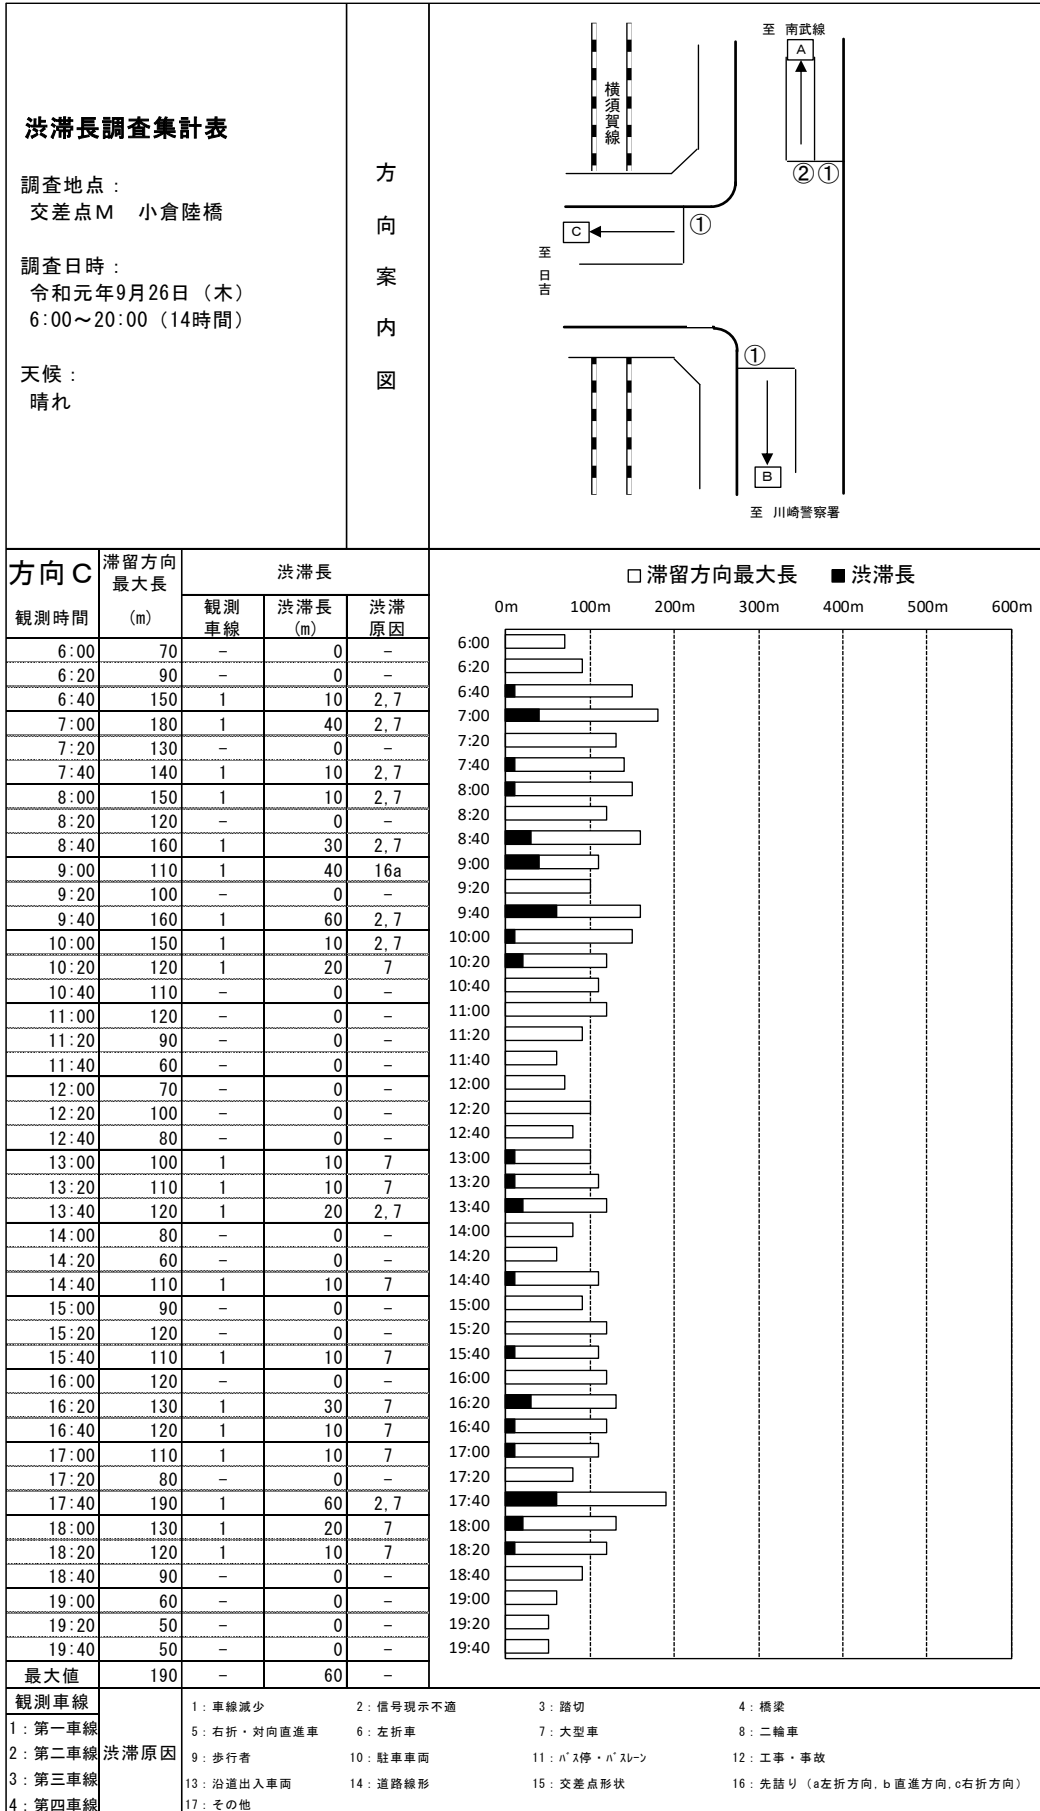 渋滞長調査集計表
調査地点：
交差点M　小倉陸橋
調査日時：
令和元年9月26日（木）
6:00～20:00（14時間）
天候：
晴れ
方向案内図
至 南武線
A
横須賀線
②①
①
C
至 日吉
①
B
至 川崎警察署
方向C 滞留方向最大長 渋滞長
観測時間 (m) 観測車線 渋滞長(m) 渋滞原因
6:00 70 － 0 －
6:20 90 － 0 －
6:40 150 1 10 2,7
7:00 180 1 40 2,7
7:20 130 － 0 －
7:40 140 1 10 2,7
8:00 150 1 10 2,7
8:20 120 － 0 －
8:40 160 1 30 2,7
9:00 110 1 40 16a
9:20 100 － 0 －
9:40 160 1 60 2,7
10:00 150 1 10 2,7
10:20 120 1 20 7
10:40 110 － 0 －
11:00 120 － 0 －
11:20 90 － 0 －
11:40 60 － 0 －
12:00 70 － 0 －
12:20 100 － 0 －
12:40 80 － 0 －
13:00 100 1 10 7
13:20 110 1 10 7
13:40 120 1 20 2,7
14:00 80 － 0 －
14:20 60 － 0 －
14:40 110 1 10 7
15:00 90 － 0 －
15:20 120 － 0 －
15:40 110 1 10 7
16:00 120 － 0 －
16:20 130 1 30 7
16:40 120 1 10 7
17:00 110 1 10 7
17:20 80 － 0 －
17:40 190 1 60 2,7
18:00 130 1 20 7
18:20 120 1 10 7
18:40 90 － 0 －
19:00 60 － 0 －
19:20 50 － 0 －
19:40 50 － 0 －
最大値 190 － 60 －
□滞留方向最大長 ■渋滞長
0m 100m 200m 300m 400m 500m 600m
6:00
6:20
6:40
7:00
7:20
7:40
8:00
8:20
8:40
9:00
9:20
9:40
10:00
10:20
10:40
11:00
11:20
11:40
12:00
12:20
12:40
13:00
13:20
13:40
14:00
14:20
14:40
15:00
15:20
15:40
16:00
16:20
16:40
17:00
17:20
17:40
18:00
18:20
18:40
19:00
19:20
19:40
観測車線
1：第一車線
2：第二車線
3：第三車線
4：第四車線
渋滞原因
1：車線減少 2：信号現示不適 3：踏切 4：橋梁
5：右折・対向直進車 6：左折車 7：大型車 8：二輪車
9：歩行者 10：駐車車両 11：バス停・バスレーン 12：工事・事故
13：沿道出入車両 14：道路線形 15：交差点形状 16：先詰り（a左折方向,b直進方向,c右折方向）
17：その他